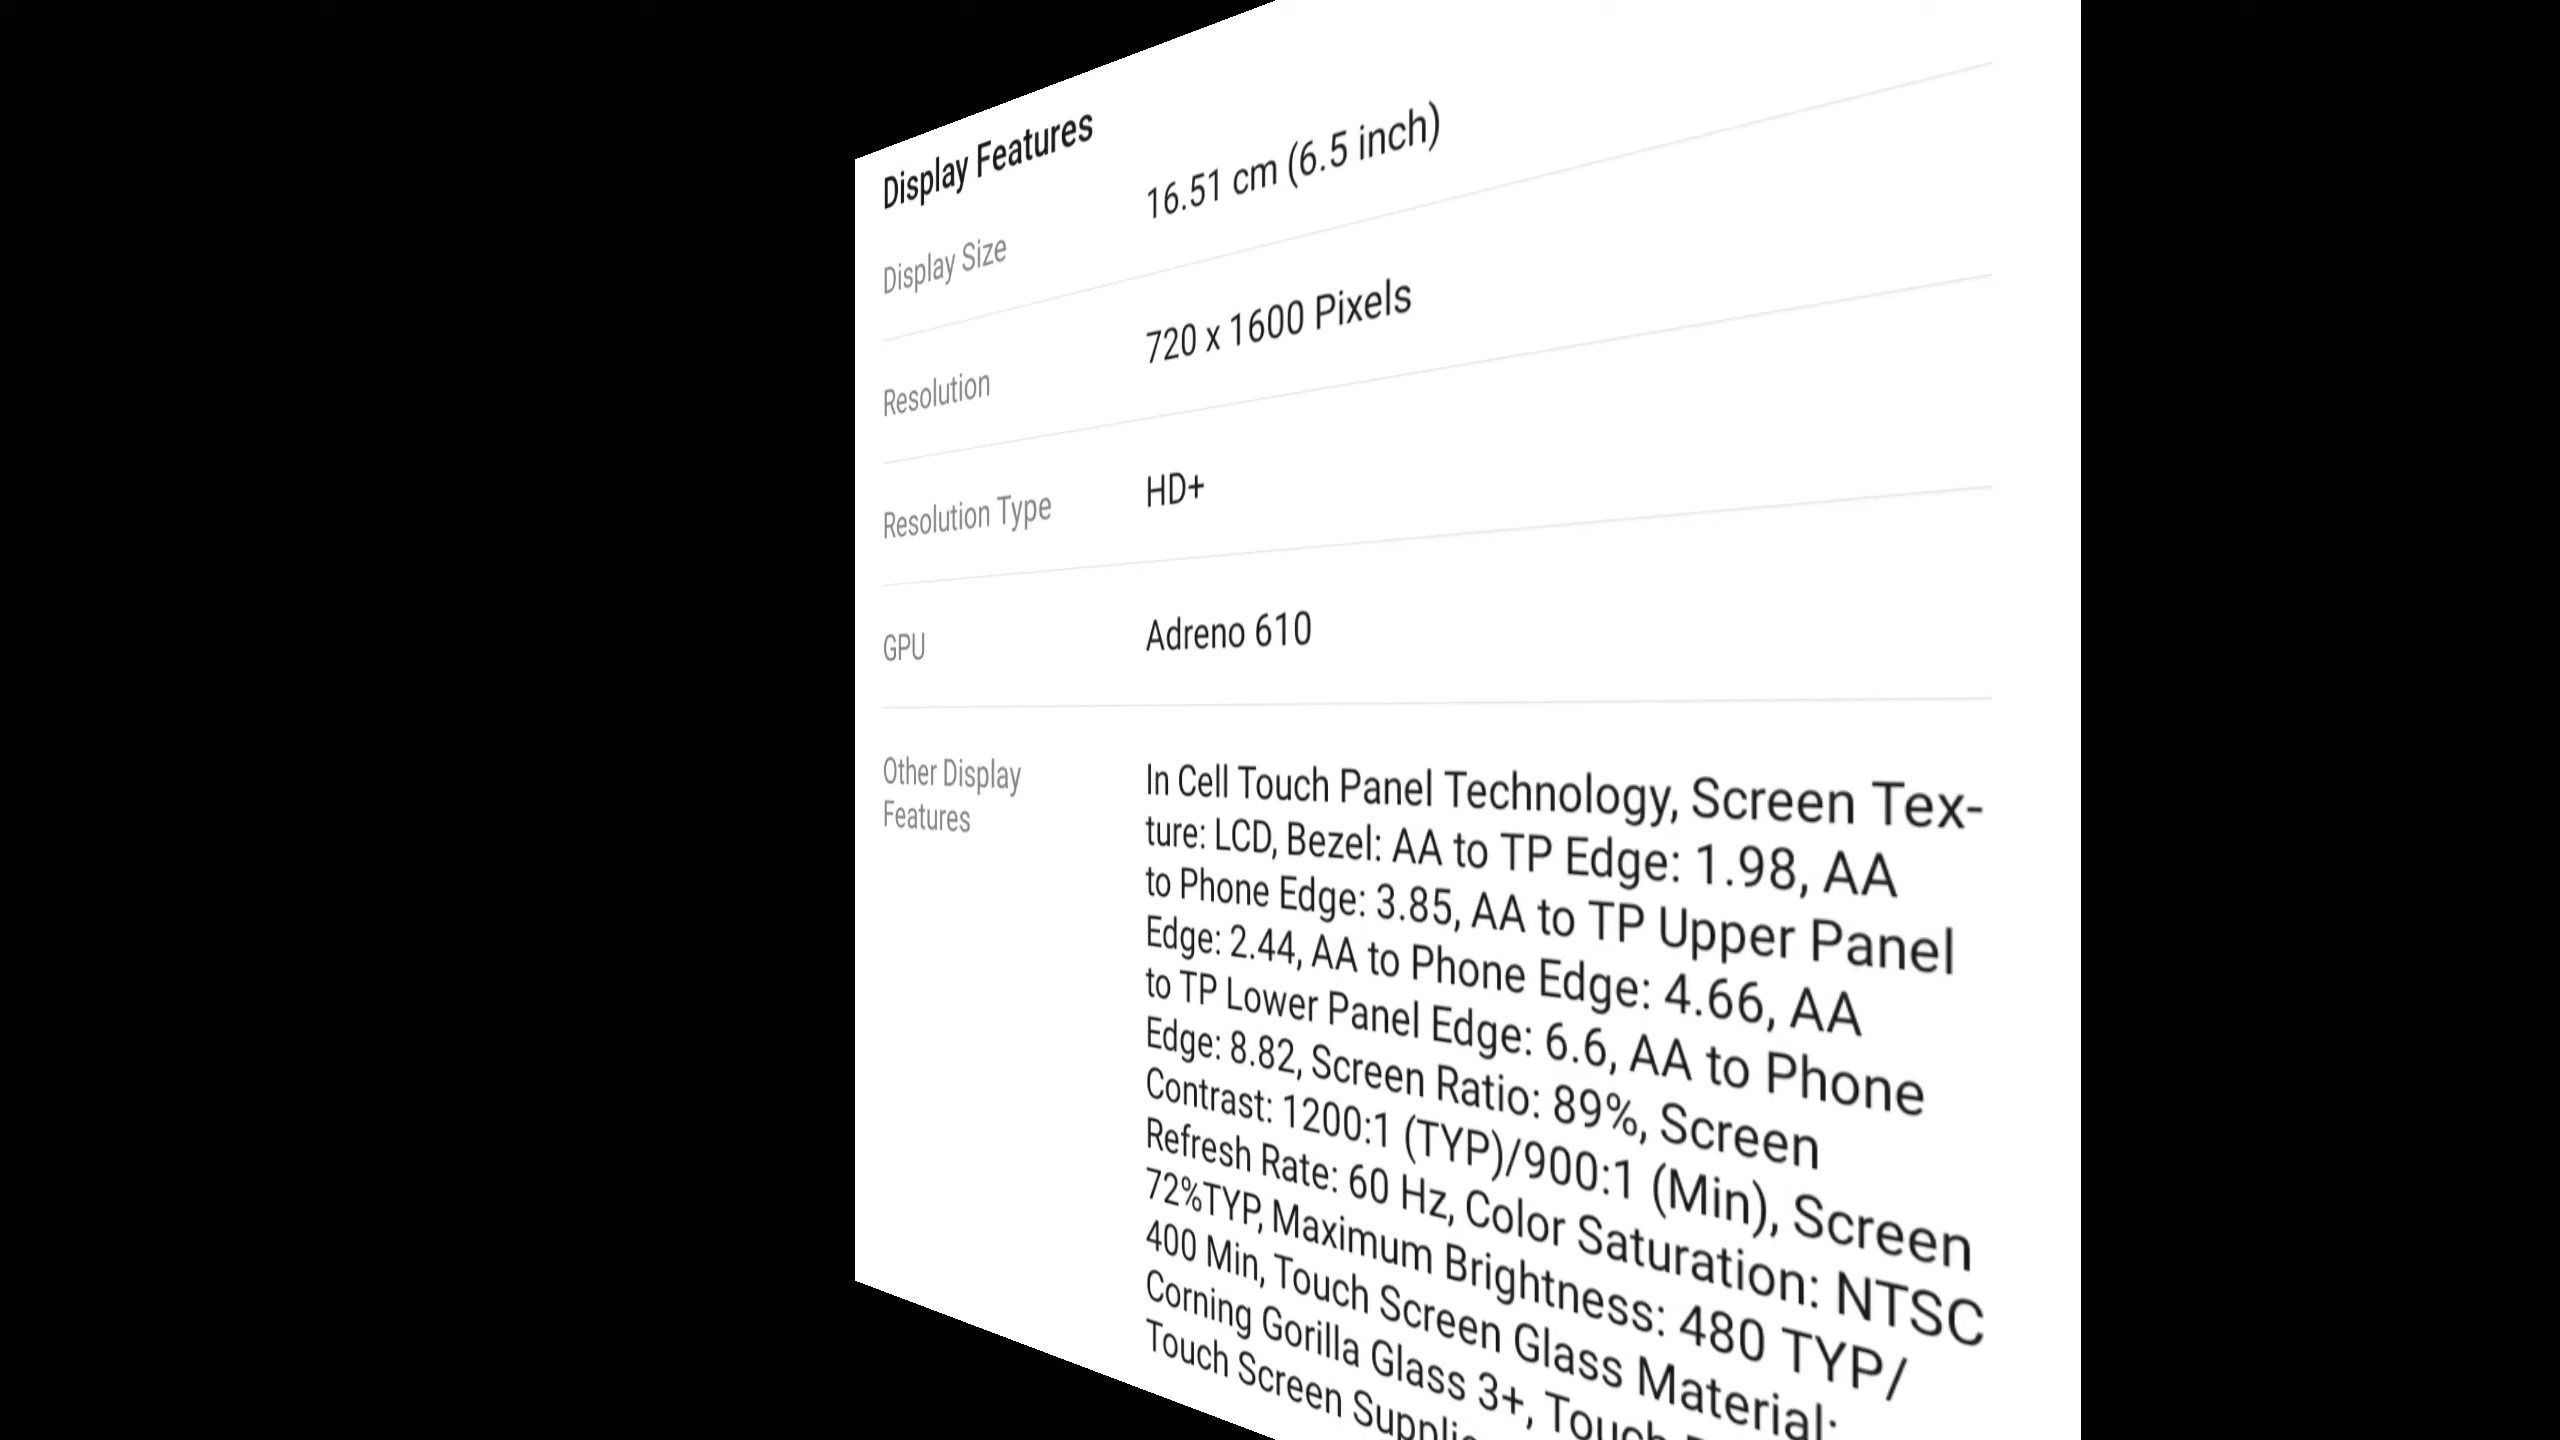 Display Features
Display Size
16.51 cm (6.5 inch)
Resolution
720 x 1600 Pixels
Resolution Type
HD+
GPU
Adreno 610
Other Display
Features
In Cell Touch Panel Technology, Screen Tex-
ture: LCD, Bezel: AA to TP Edge: 1.98, AA
to Phone Edge: 3.85, AA to TP Upper Panel
Edge: 2.44, AA to Phone Edge: 4.66, AA
to TP Lower Panel Edge: 6.6, AA to Phone
Edge: 8.82, Screen Ratio: 89%, Screen
Contrast: 1200:1 (TYP)/900:1 (Min), Screen
Refresh Rate: 60 Hz, Color Saturation: NTSC
72%TYP, Maximum Brightness: 480 TYP/
400 Min, Touch Screen Glass Material:
Corning Gorilla Glass 3+, Touch
Touch Screen